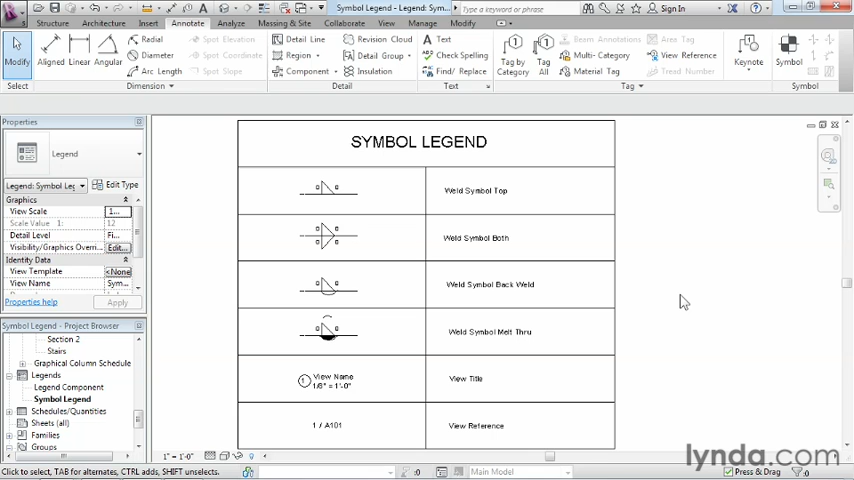 Symbol Legend - Legend: Sym...
Sign In
Structure Architecture Insert Annotate Analyze Massing & Site Collaborate View Manage Modify
Modify
Aligned Linear Angular
Radial
Diameter
Arc Length
Spot Elevation
Spot Coordinate
Spot Slope
Detail Line
Region
Component
Revision Cloud
Detail Group
Insulation
A Text
Check Spelling
Find/ Replace
Tag by Category
Tag All
Beam Annotations
Multi- Category
Material Tag
Area Tag
View Reference
Tread Number
Keynote
Symbol
Select Dimension Detail Text Tag Symbol
Properties
Legend
Legend: Symbol Leg Edit Type
Graphics
View Scale 1...
Scale Value 1: 12
Detail Level Fi...
Visibility/Graphics Overri... Edit...
Identity Data
View Template <None
View Name Sym...
Properties help Apply
Symbol Legend - Project Browser
Section 2
Stairs
Graphical Column Schedule
Legends
Legend Component
Symbol Legend
Schedules/Quantities
Sheets (all)
Families
Groups
SYMBOL LEGEND
Weld Symbol Top
Weld Symbol Both
Weld Symbol Back Weld
Weld Symbol Melt Thru
1 View Name
1/8" = 1'-0"
View Title
1 / A101 View Reference
1" = 1'-0"
Click to select, TAB for alternates, CTRL adds, SHIFT unselects.
:0 Main Model Press & Drag :0
lynda.com